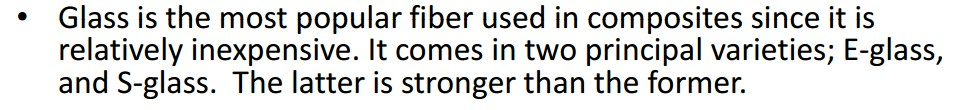 • Glass is the most popular fiber used in composites since it is
relatively inexpensive. It comes in two principal varieties; E-glass,
and S-glass.  The latter is stronger than the former.